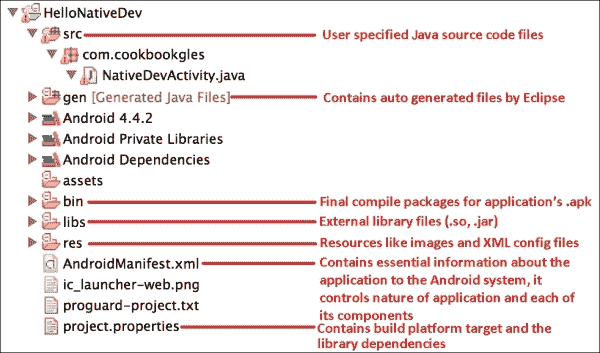 HelloNativeDev
src User specified Java source code files
com.cookbookgles
NativeDevActivity.java
gen [Generated Java Files] Contains auto generated files by Eclipse
Android 4.4.2
Android Private Libraries
Android Dependencies
assets
bin Final compile packages for application's .apk
libs External library files (.so, .jar)
res Resources like images and XML config files
AndroidManifest.xml Contains essential information about the
ic_launcher-web.png application to the Android system, it
controls nature of application and each of
proguard-project.txt its components
project.properties Contains build platform target and the
library dependencies